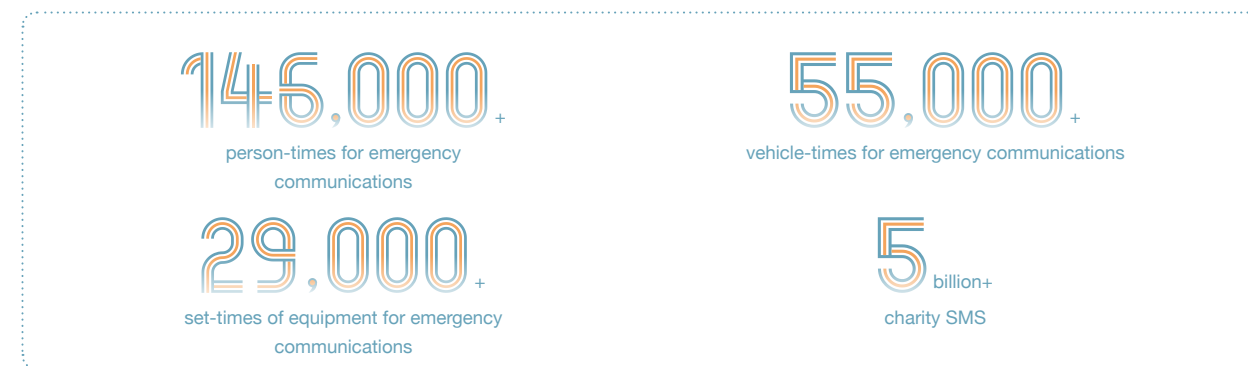 146,000+
person-times for emergency
communications
55,000+
vehicle-times for emergency communications
29,000+
set-times of equipment for emergency
communications
5 billion+
charity SMS